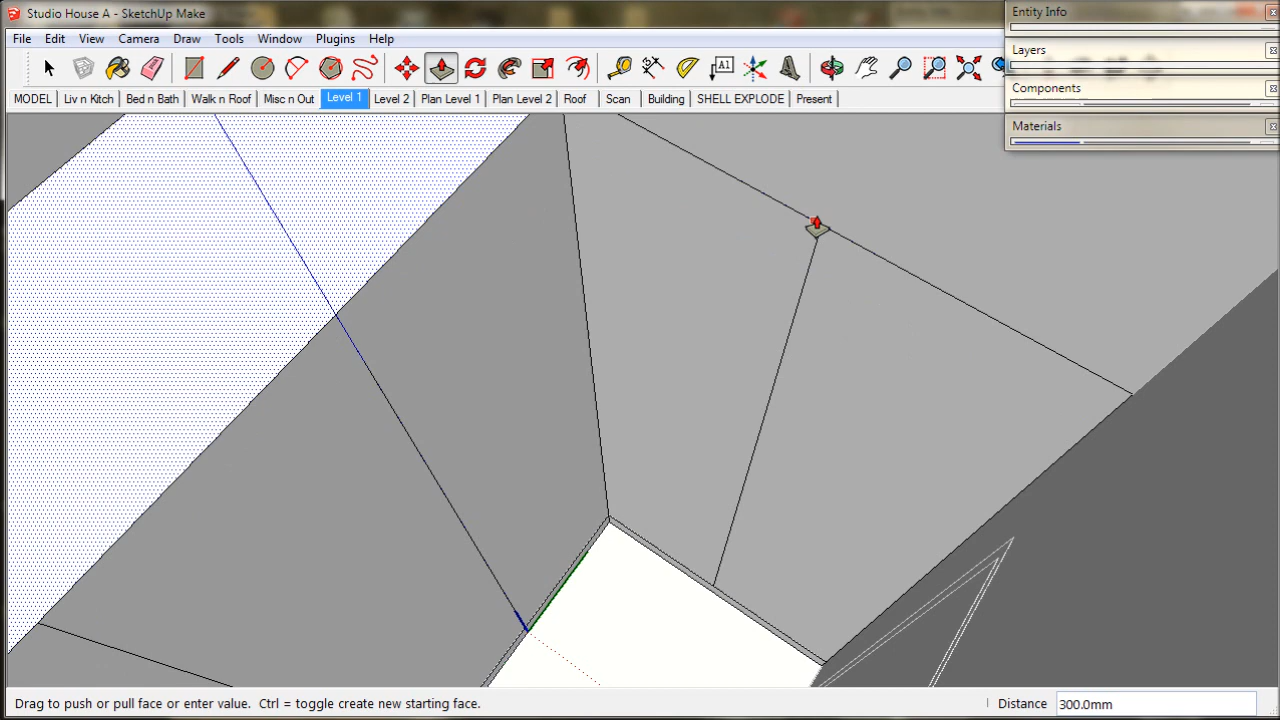 Studio House A - SketchUp Make
Entity Info
File Edit View Camera Draw Tools Window Plugins Help
Layers
A1
Components
MODEL Liv n Kitch Bed n Bath Walk n Roof Misc n Out Level 1 Level 2 Plan Level 1 Plan Level 2 Roof Scan Building SHELL EXPLODE Present
Materials
Drag to push or pull face or enter value. Ctrl = toggle create new starting face.
Distance 300.0mm